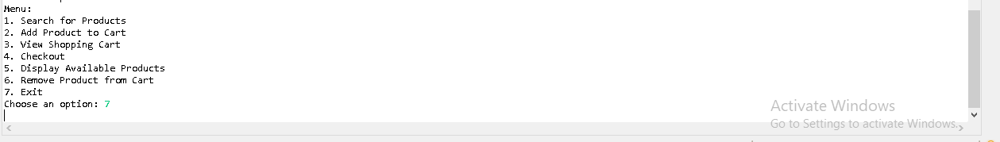 Menu:
1. Search for Products
2. Add Product to Cart
3. View Shopping Cart
4. Checkout
5. Display Available Products
6. Remove Product from Cart
7. Exit
Choose an option: 7
Activate Windows
Go to Settings to activate Windows.